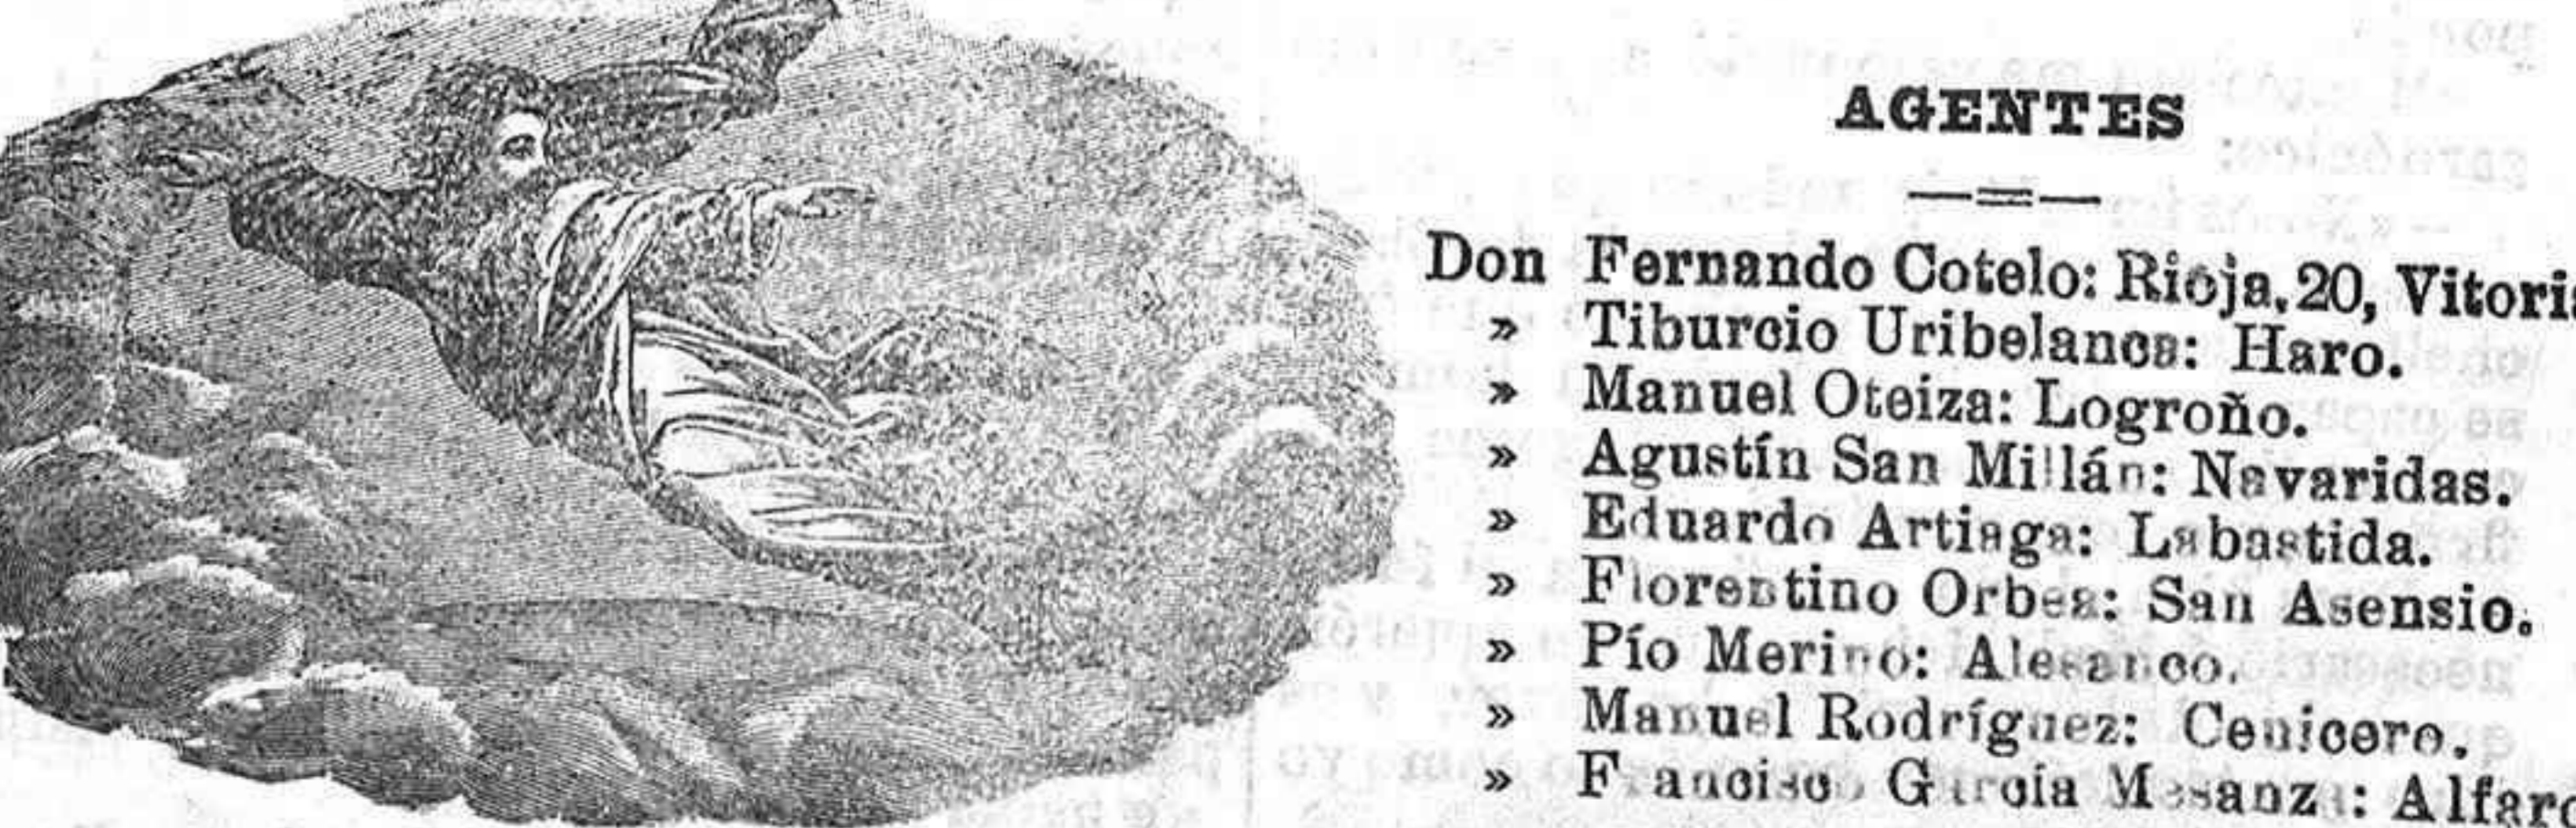 AGENTES
Don Fernando Cotelo: Rioja, 20, Vitoria
» Tiburcio Uribelanca: Haro.
» Manuel Oteiza: Logroño.
» Agustín San Millán: Navaridas.
» Eduardo Artiaga: Labastida.
» Florentino Orbea: San Asensio.
» Pío Merino: Alesanco.
» Manuel Rodríguez: Cenicero.
» Francisco García Mesanza: Alfaro